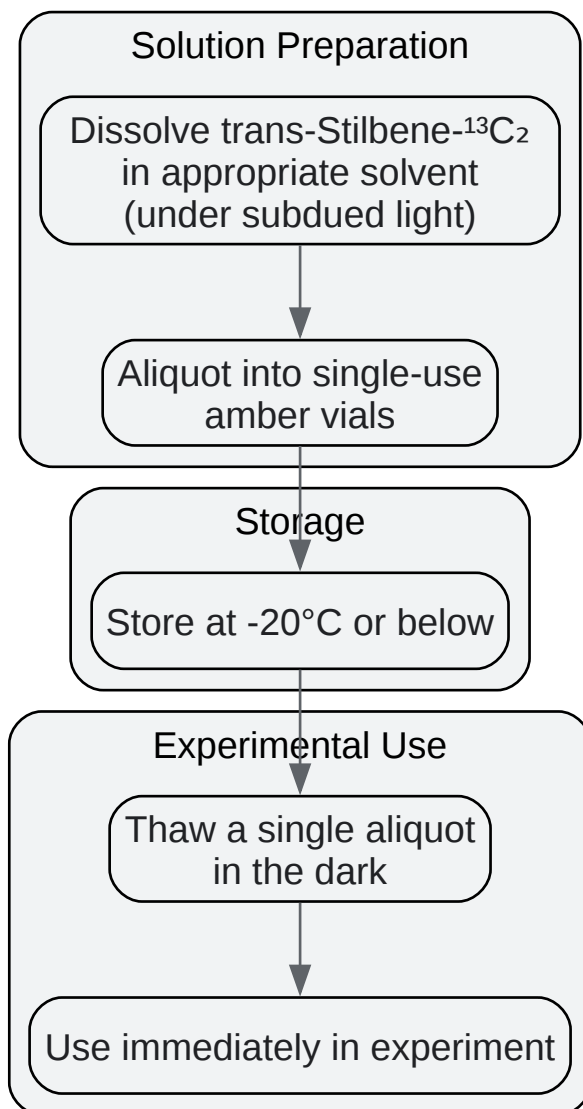 Solution Preparation
Dissolve trans-Stilbene-¹³C₂
in appropriate solvent
(under subdued light)
Aliquot into single-use
amber vials
Storage
Store at -20°C or below
Experimental Use
Thaw a single aliquot
in the dark
Use immediately in experiment